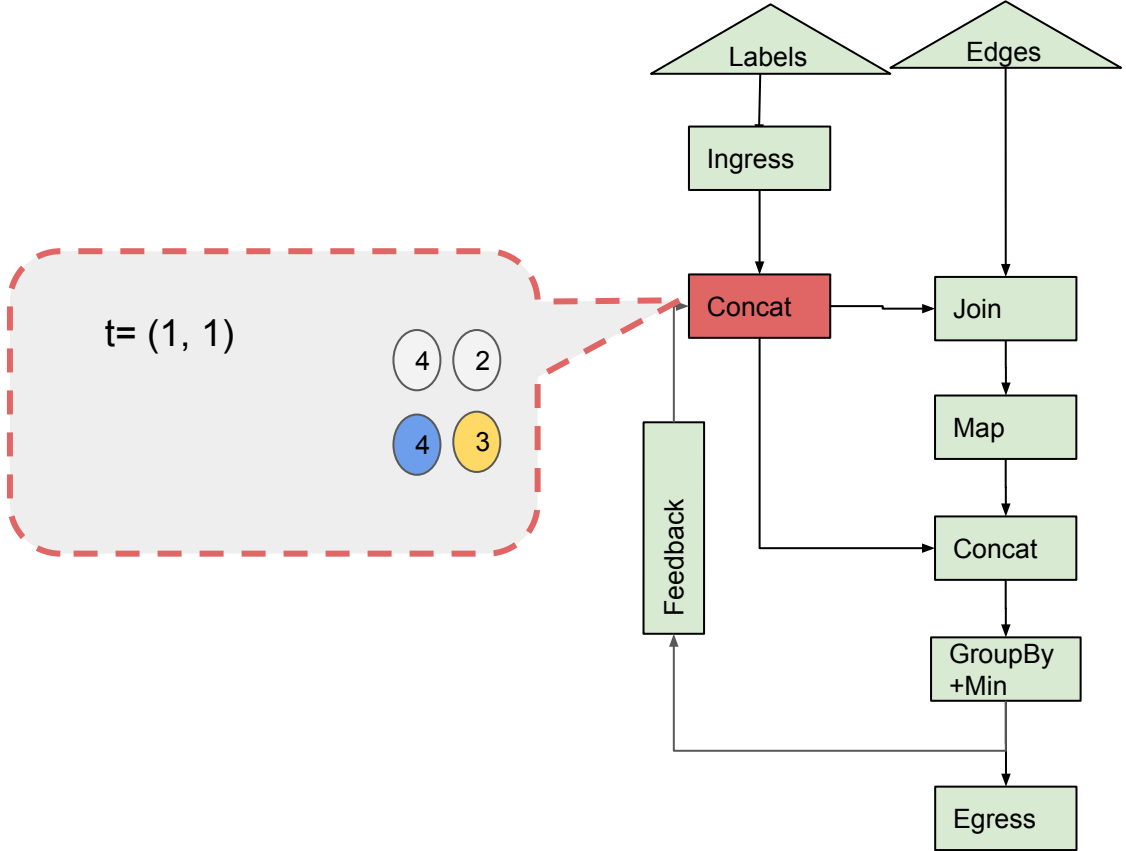 Labels
Edges
Ingress
t= (1, 1)
4 2
4 3
Concat
Join
Map
Feedback
Concat
GroupBy
+Min
Egress